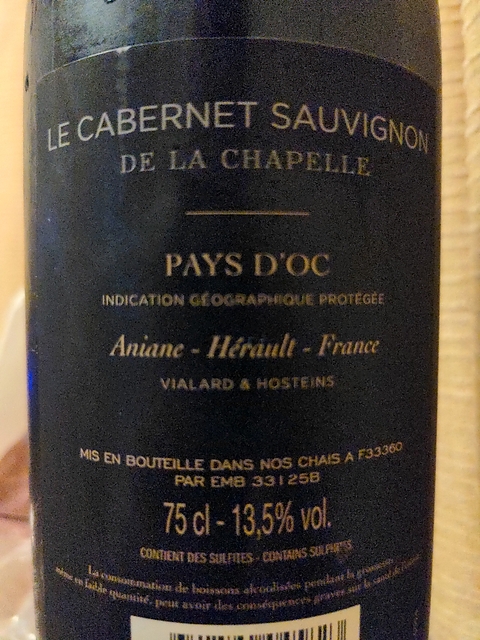 LE CABERNET SAUVIGNON
DE LA CHAPELLE
PAYS D'OC
INDICATION GÉOGRAPHIQUE PROTÉGÉE
Aniane - Hérault - France
VIALARD & HOSTEINS
MIS EN BOUTEILLE DANS NOS CHAIS A F33360
PAR EMB 33125B
75 cl - 13,5% vol.
CONTIENT DES SULFITES - CONTAINS SULPHITES
La consommation de boissons alcoolisées pendant la grossesse,
même en faible quantité, peut avoir des conséquences graves sur la santé de